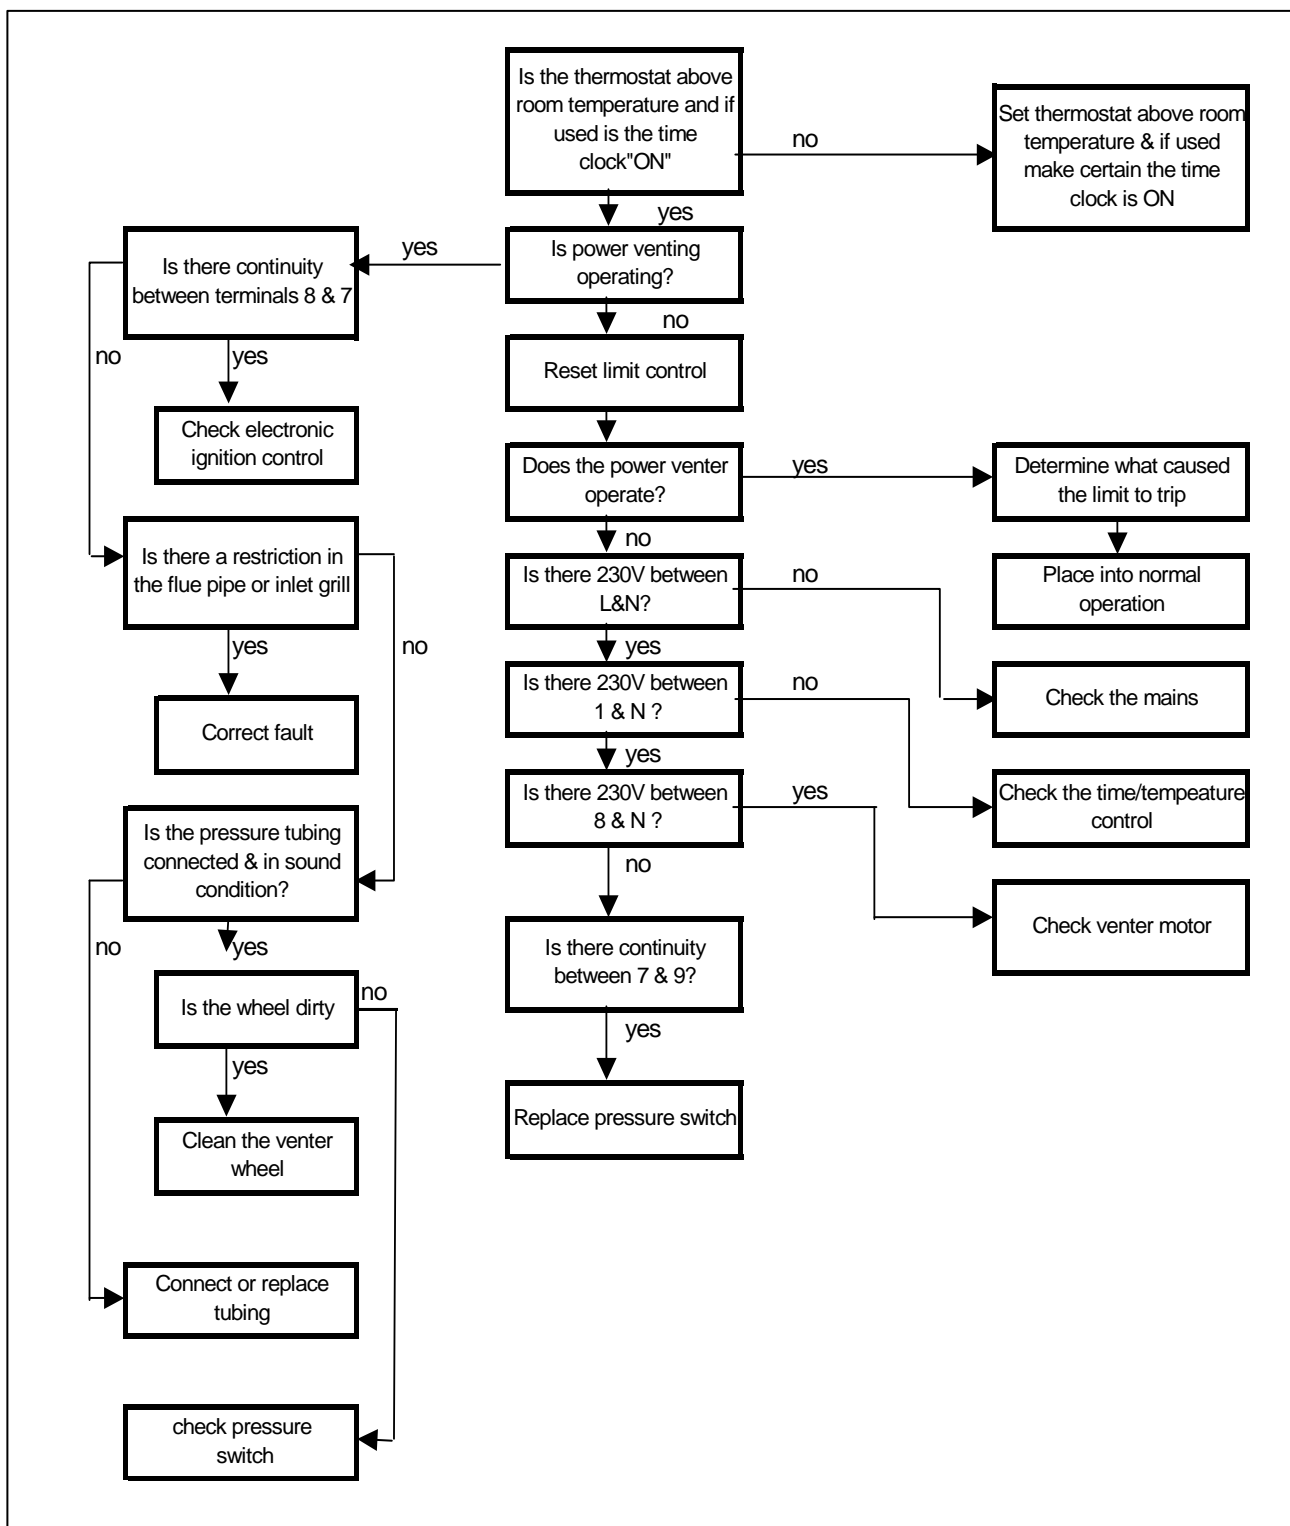 Is the thermostat above
room temperature and if
used is the time
clock"ON"
no
Set thermostat above room
temperature & if used
make certain the time
clock is ON
yes
Is power venting
operating?
yes
Is there continuity
between terminals 8 & 7
no
yes
Check electronic
ignition control
no
Reset limit control
Does the power venter
operate?
yes
Determine what caused
the limit to trip
Place into normal
operation
no
Is there 230V between
L&N?
no
Check the mains
yes
Is there 230V between
1 & N ?
no
Check the time/tempeature
control
yes
Is there 230V between
8 & N ?
yes
Check venter motor
no
Is there continuity
between 7 & 9?
yes
Replace pressure switch
Is there a restriction in
the flue pipe or inlet grill
yes
no
Correct fault
Is the pressure tubing
connected & in sound
condition?
no
yes
Is the wheel dirty
no
yes
Clean the venter
wheel
Connect or replace
tubing
check pressure
switch